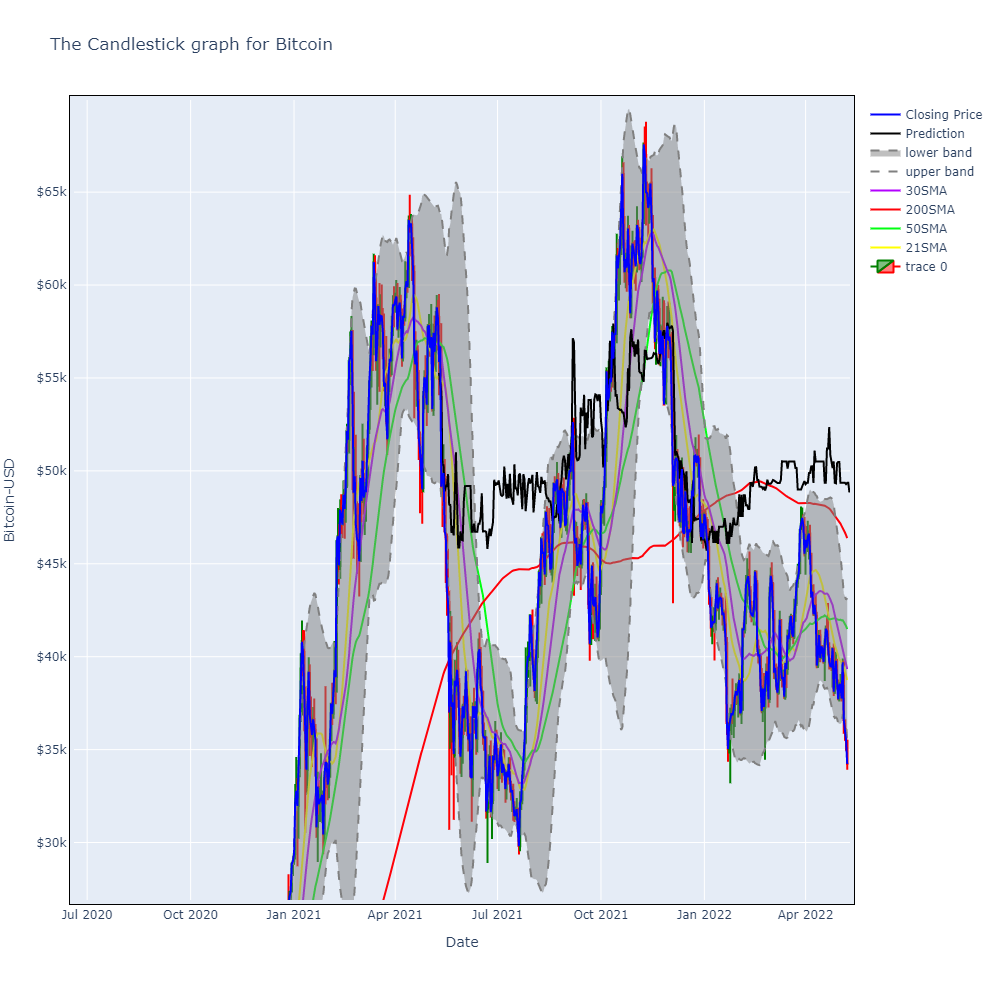 The Candlestick graph for Bitcoin
Closing Price
Prediction
lower band
upper band
30SMA
200SMA
50SMA
21SMA
trace 0
$65k
$60k
$55k
$50k
$45k
$40k
$35k
$30k
Bitcoin-USD
Jul 2020 Oct 2020 Jan 2021 Apr 2021 Jul 2021 Oct 2021 Jan 2022 Apr 2022
Date